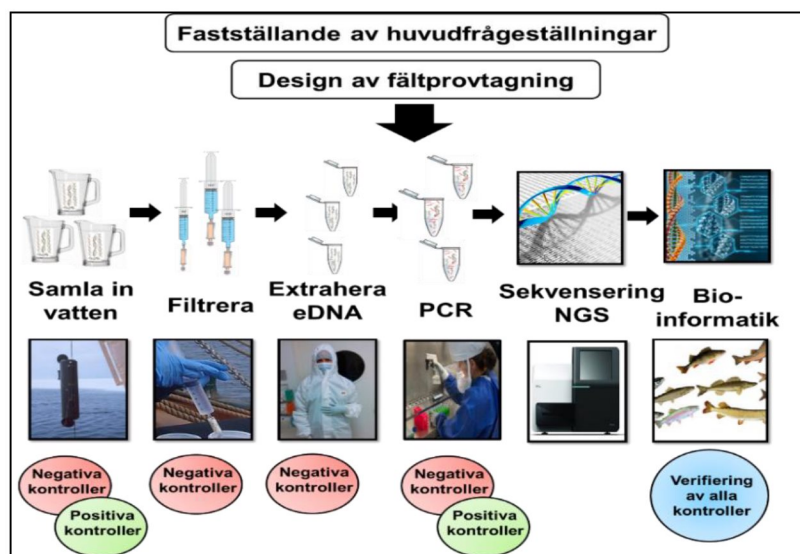 Fastställande av huvudfrågeställningar
Design av fältprovtagning
Samla in
vatten
Filtrera
Extrahera
eDNA
PCR
Sekvensering
NGS
Bio-
informatik
Negativa
kontroller
Positiva
kontroller
Negativa
kontroller
Negativa
kontroller
Negativa
kontroller
Positiva
kontroller
Verifiering
av alla
kontroller